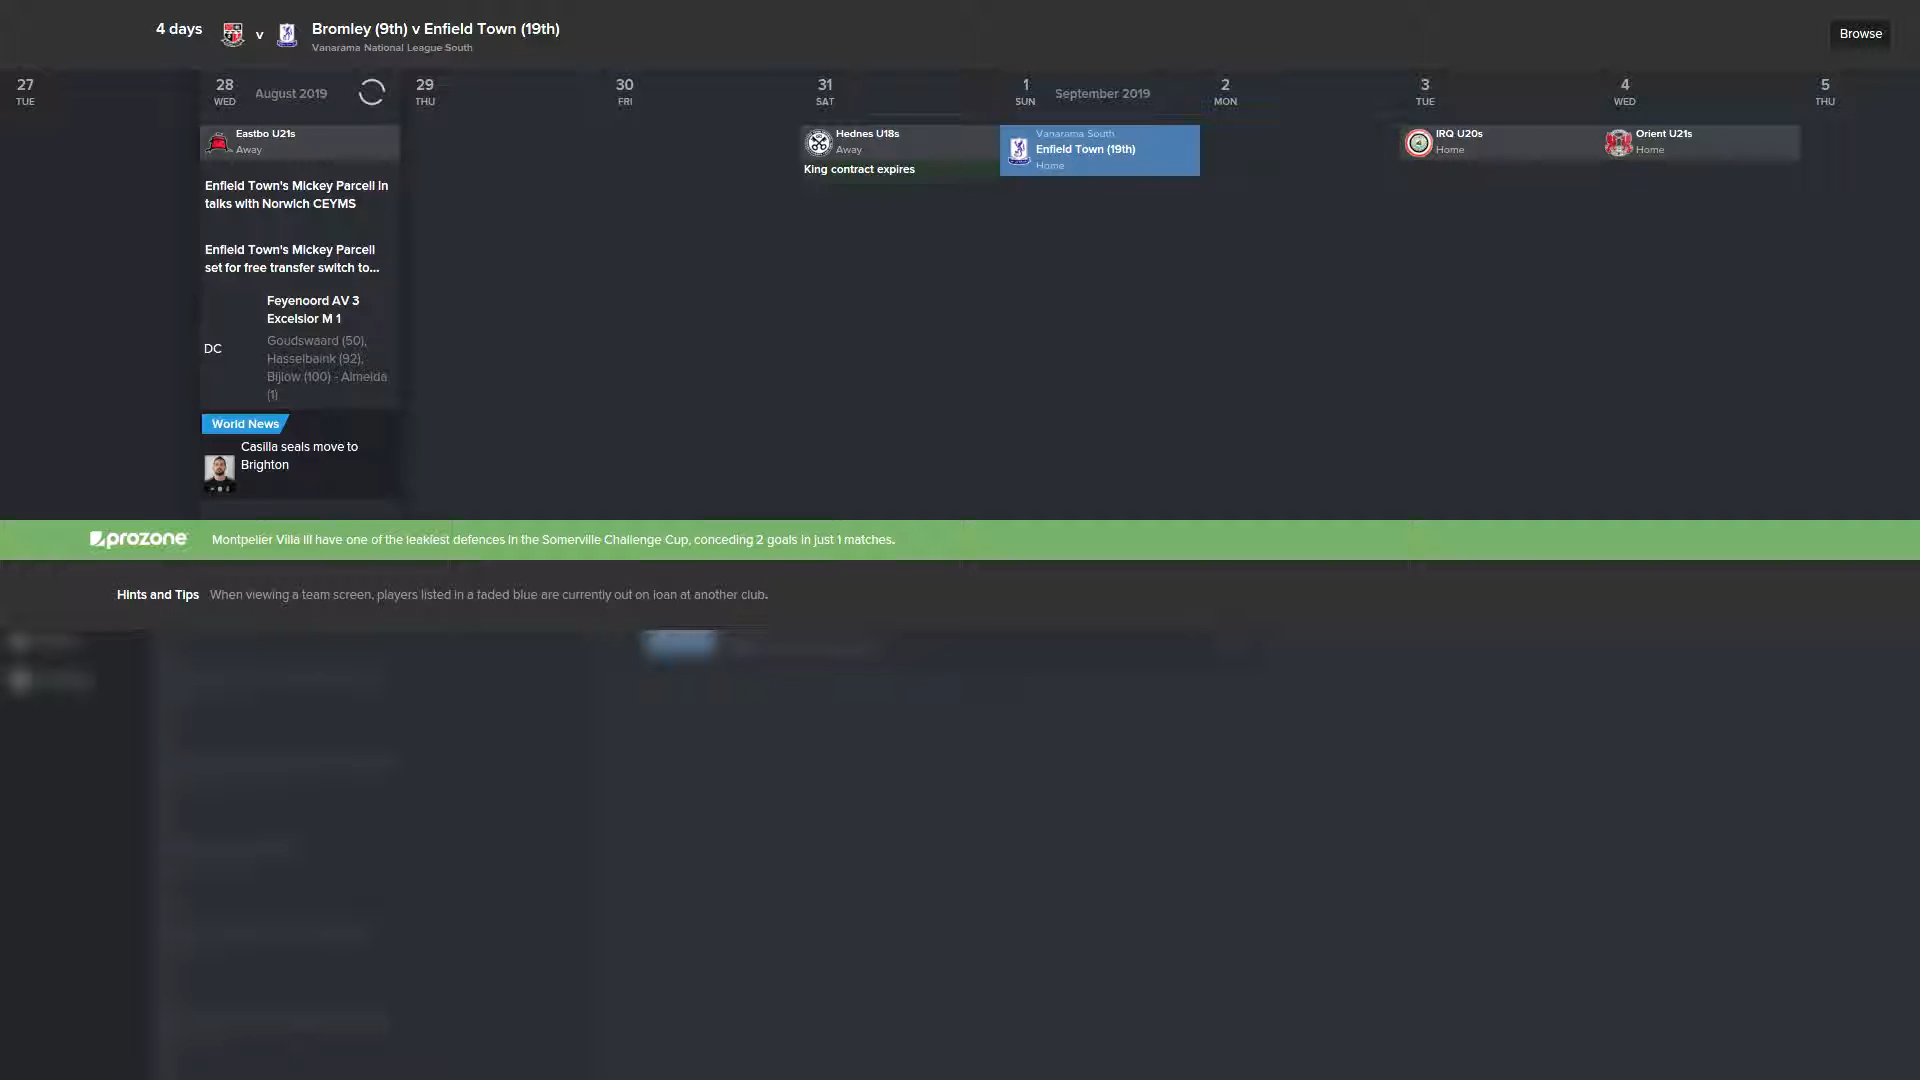 4 days
v
Bromley (9th) v Enfield Town (19th)
Vanarama National League South
Browse
27
TUE
28
WED
August 2019
29
THU
30
FRI
31
SAT
1
SUN
September 2019
2
MON
3
TUE
4
WED
5
THU
Eastbo U21s
Away
Hednes U18s
Away
King contract expires
Vanarama South
Enfield Town (19th)
Home
IRQ U20s
Home
Orient U21s
Home
Enfield Town's Mickey Parcell in
talks with Norwich CEYMS
Enfield Town's Mickey Parcell
set for free transfer switch to...
DC
Feyenoord AV 3
Excelsior M 1
Goudswaard (50),
Hasselbaink (92),
Bijlow (100) - Almeida
(1)
World News
Casilla seals move to
Brighton
prozone
Montpelier Villa III have one of the leakiest defences in the Somerville Challenge Cup, conceding 2 goals in just 1 matches.
Hints and Tips
When viewing a team screen, players listed in a faded blue are currently out on loan at another club.